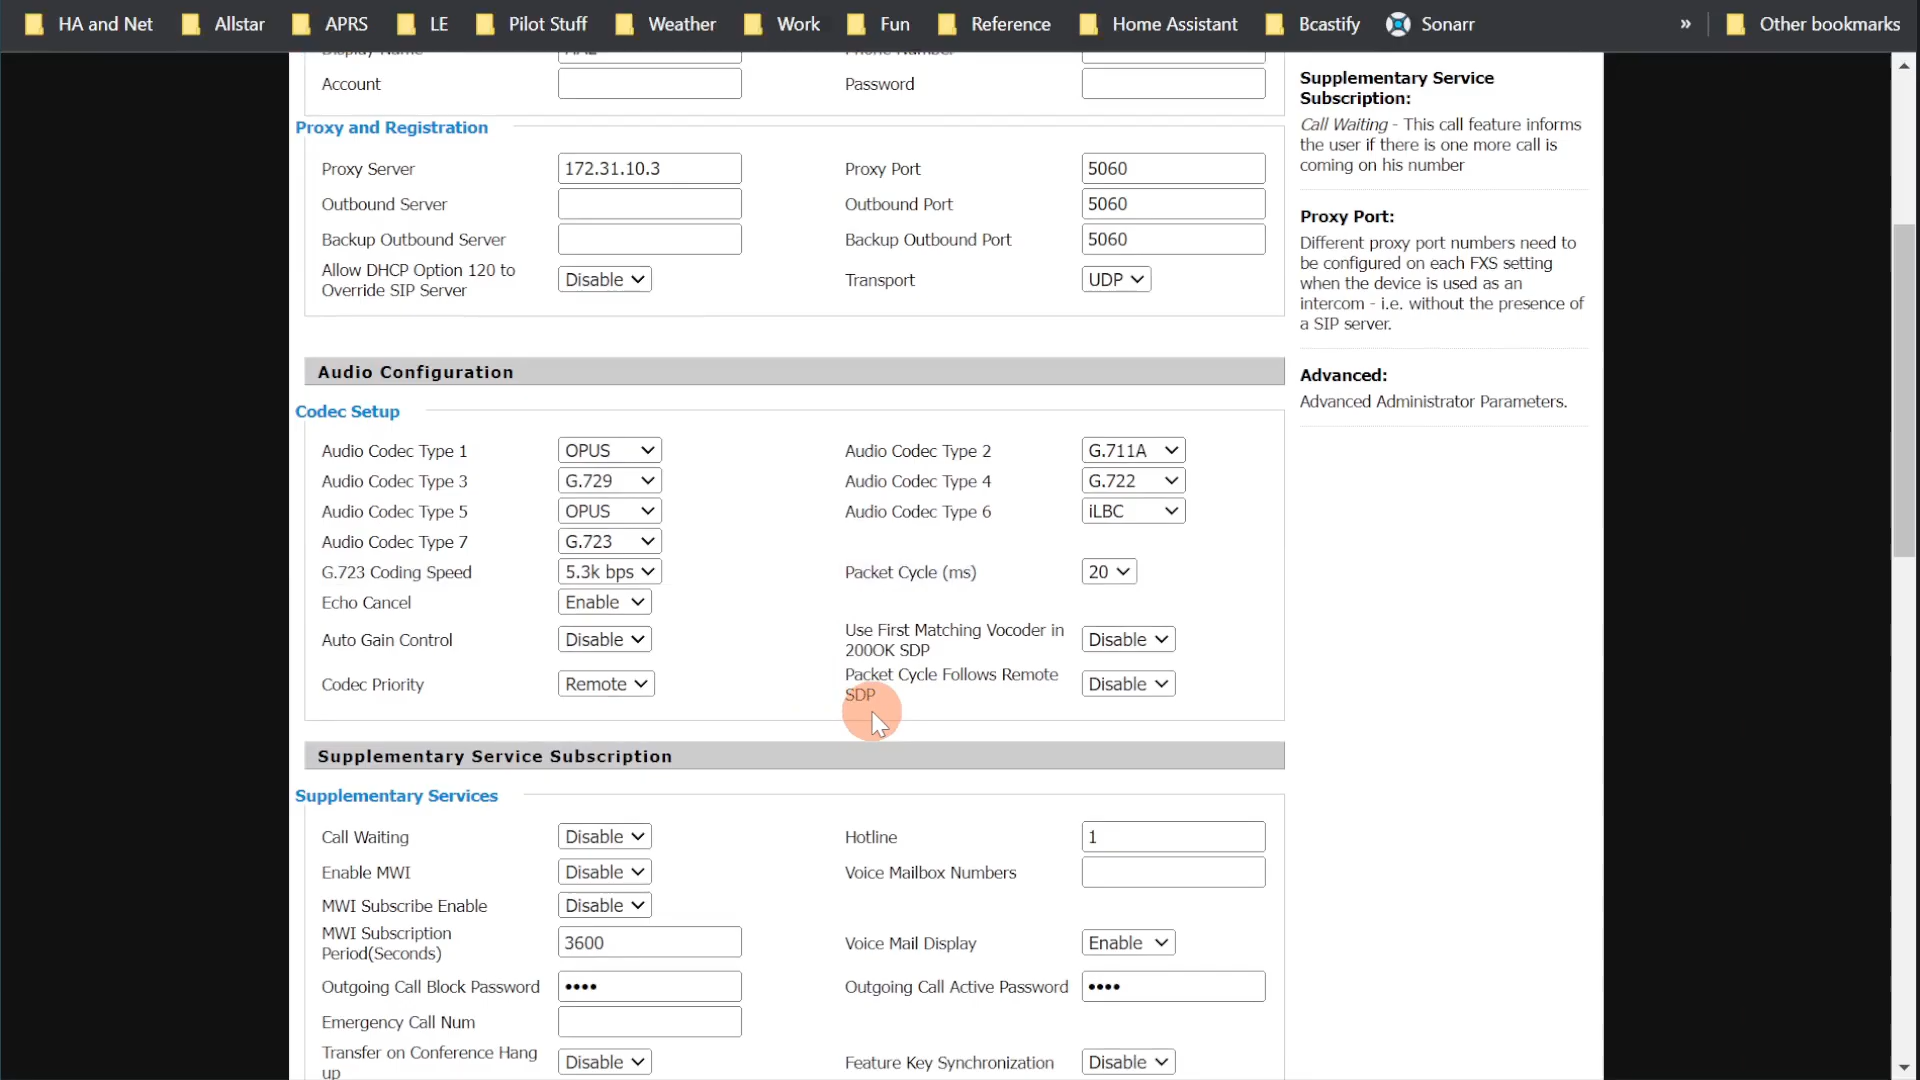 HA and Net Allstar APRS LE Pilot Stuff Weather Work Fun Reference Home Assistant Bcastify Sonarr » Other bookmarks
Account Password
Proxy and Registration
Proxy Server 172.31.10.3 Proxy Port 5060
Outbound Server Outbound Port 5060
Backup Outbound Server Backup Outbound Port 5060
Allow DHCP Option 120 to
Override SIP Server Disable Transport UDP
Audio Configuration
Codec Setup
Audio Codec Type 1 OPUS Audio Codec Type 2 G.711A
Audio Codec Type 3 G.729 Audio Codec Type 4 G.722
Audio Codec Type 5 OPUS Audio Codec Type 6 iLBC
Audio Codec Type 7 G.723
G.723 Coding Speed 5.3k bps Packet Cycle (ms) 20
Echo Cancel Enable
Auto Gain Control Disable Use First Matching Vocoder in
200OK SDP Disable
Codec Priority Remote Packet Cycle Follows Remote
SDP Disable
Supplementary Service Subscription
Supplementary Services
Call Waiting Disable Hotline 1
Enable MWI Disable Voice Mailbox Numbers
MWI Subscribe Enable Disable
MWI Subscription
Period(Seconds) 3600 Voice Mail Display Enable
Outgoing Call Block Password •••• Outgoing Call Active Password ••••
Emergency Call Num
Transfer on Conference Hang
up Disable Feature Key Synchronization Disable
Supplementary Service
Subscription:
Call Waiting - This call feature informs
the user if there is one more call is
coming on his number
Proxy Port:
Different proxy port numbers need to
be configured on each FXS setting
when the device is used as an
intercom - i.e. without the presence of
a SIP server.
Advanced:
Advanced Administrator Parameters.